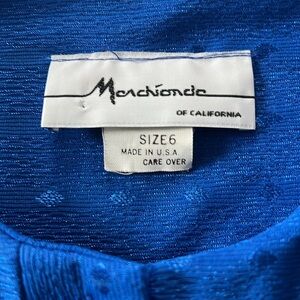 Marchionda
OF CALIFORNIA
SIZE 6
MADE IN U.S.A
CARE OVER